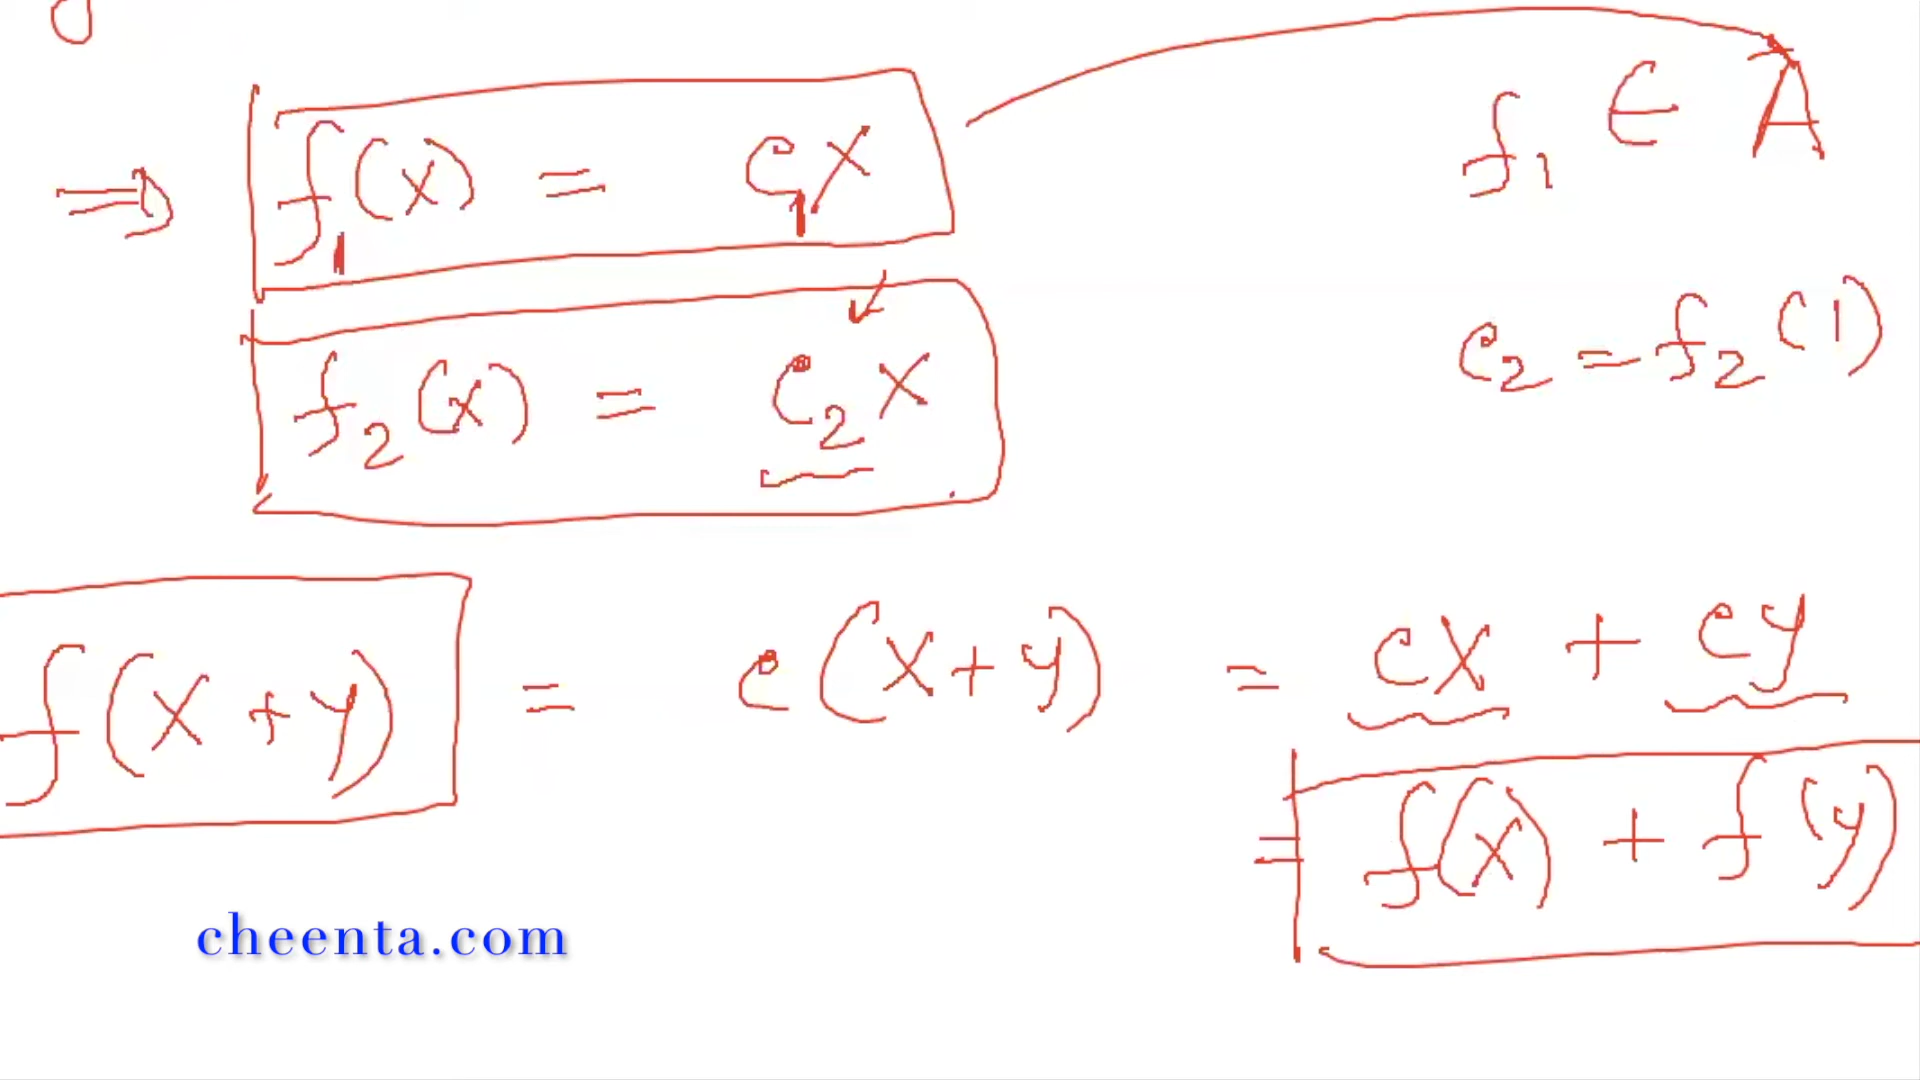 ⇒ f₁(x) = c₁x
f₁ ∈ A
f₂(x) = c₂x
c₂ = f₂(1)
f(x+y) = c(x+y) = cx + cy
= f(x) + f(y)
cheenta.com